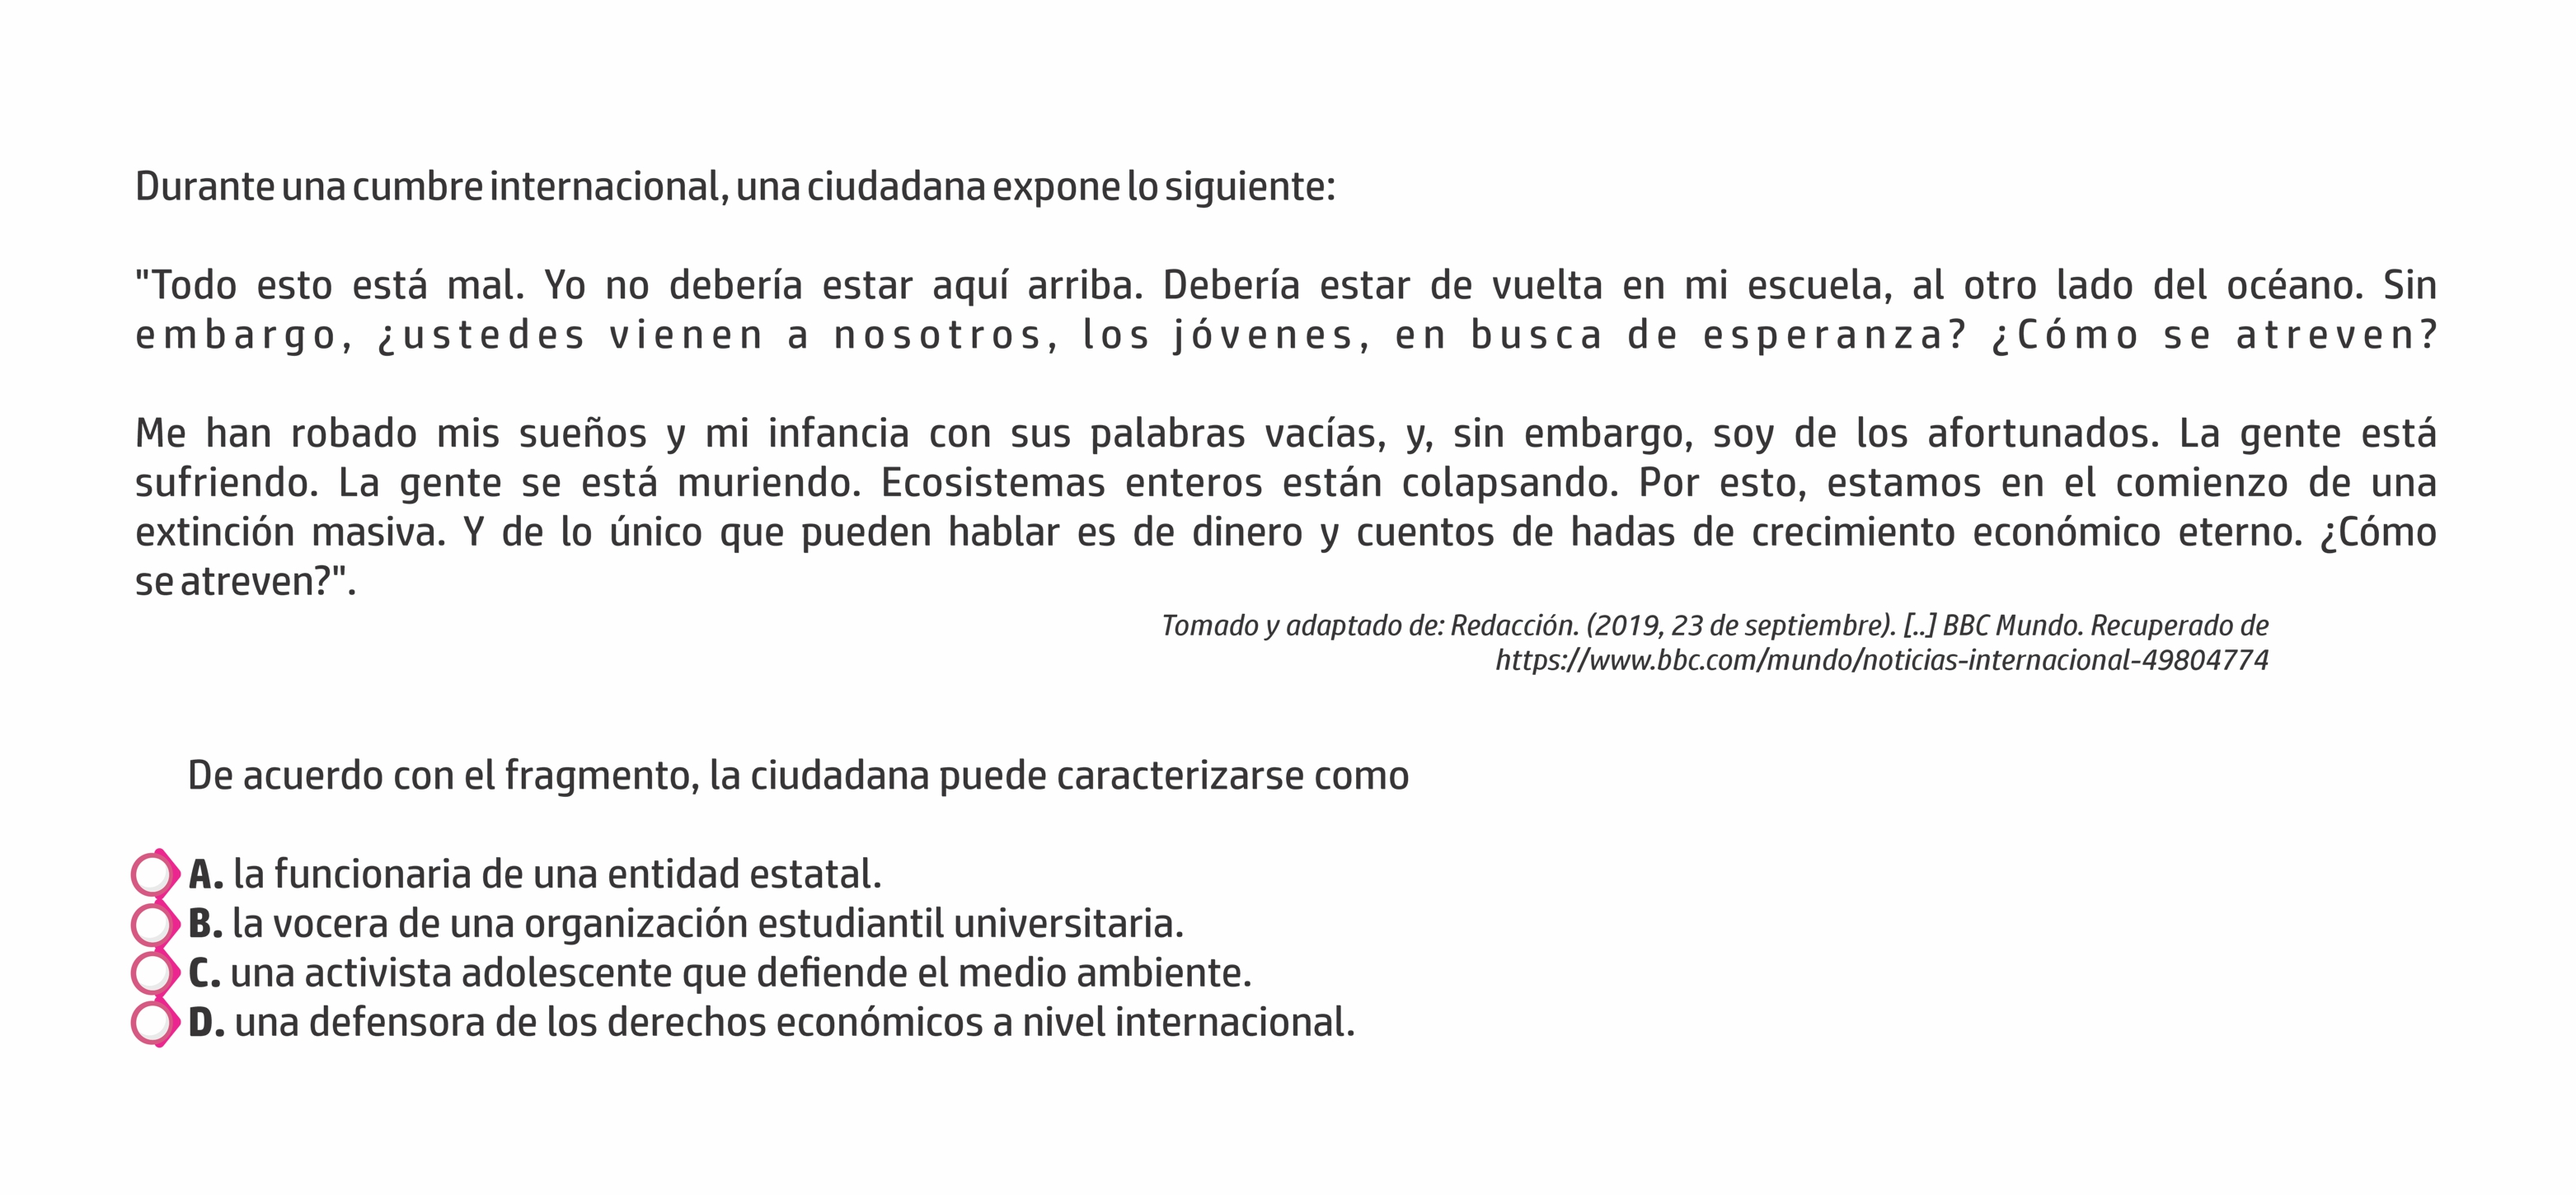 Durante una cumbre internacional, una ciudadana expone lo siguiente:
"Todo esto está mal. Yo no debería estar aquí arriba. Debería estar de vuelta en mi escuela, al otro lado del océano. Sin
embargo, ¿ustedes vienen a nosotros, los jóvenes, en busca de esperanza? ¿Cómo se atreven?
Me han robado mis sueños y mi infancia con sus palabras vacías, y, sin embargo, soy de los afortunados. La gente está
sufriendo. La gente se está muriendo. Ecosistemas enteros están colapsando. Por esto, estamos en el comienzo de una
extinción masiva. Y de lo único que pueden hablar es de dinero y cuentos de hadas de crecimiento económico eterno. ¿Cómo
se atreven?".
Tomado y adaptado de: Redacción. (2019, 23 de septiembre). [..] BBC Mundo. Recuperado de
https://www.bbc.com/mundo/noticias-internacional-49804774
De acuerdo con el fragmento, la ciudadana puede caracterizarse como
A. la funcionaria de una entidad estatal.
B. la vocera de una organización estudiantil universitaria.
C. una activista adolescente que defiende el medio ambiente.
D. una defensora de los derechos económicos a nivel internacional.